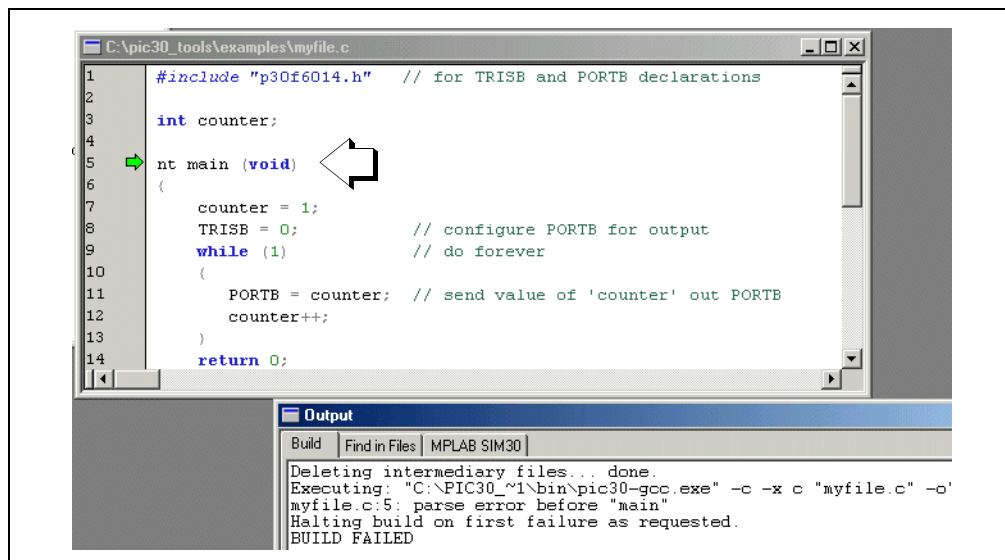 C:\pic30_tools\examples\myfile.c
1 #include "p30f6014.h" // for TRISB and PORTB declarations
2
3 int counter;
4
5 nt main (void)
6 {
7 counter = 1;
8 TRISB = 0; // configure PORTB for output
9 while (1) // do forever
10 {
11 PORTB = counter; // send value of 'counter' out PORTB
12 counter++;
13 }
14 return 0;
Output
Build Find in Files MPLAB SIM30
Deleting intermediary files... done.
Executing: "C:\PIC30_~1\bin\pic30-gcc.exe" -c -x c "myfile.c" -o"
myfile.c:5: parse error before "main"
Halting build on first failure as requested.
BUILD FAILED